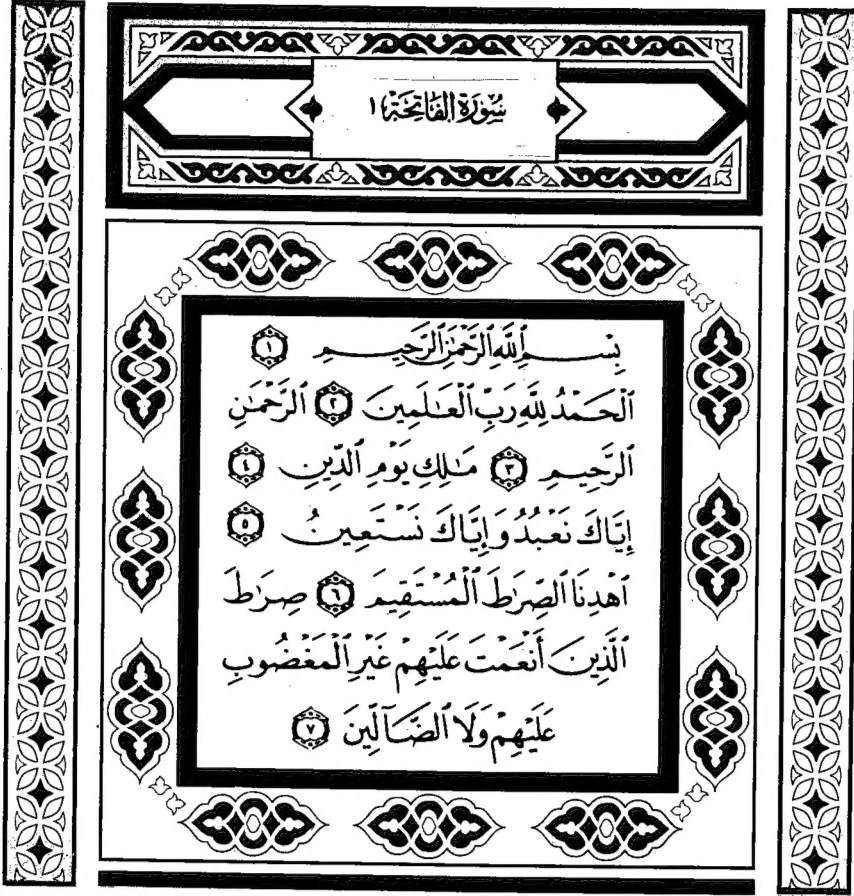 سُورَةُ الفَاتِحَة ١
بِسْمِ ٱللَّهِ ٱلرَّحْمَٰنِ ٱلرَّحِيمِ ١
ٱلْحَمْدُ لِلَّهِ رَبِّ ٱلْعَٰلَمِينَ ٢ ٱلرَّحْمَٰنِ
ٱلرَّحِيمِ ٣ مَٰلِكِ يَوْمِ ٱلدِّينِ ٤
إِيَّاكَ نَعْبُدُ وَإِيَّاكَ نَسْتَعِينُ ٥
ٱهْدِنَا ٱلصِّرَٰطَ ٱلْمُسْتَقِيمَ ٦ صِرَٰطَ
ٱلَّذِينَ أَنْعَمْتَ عَلَيْهِمْ غَيْرِ ٱلْمَغْضُوبِ
عَلَيْهِمْ وَلَا ٱلضَّآلِّينَ ٧